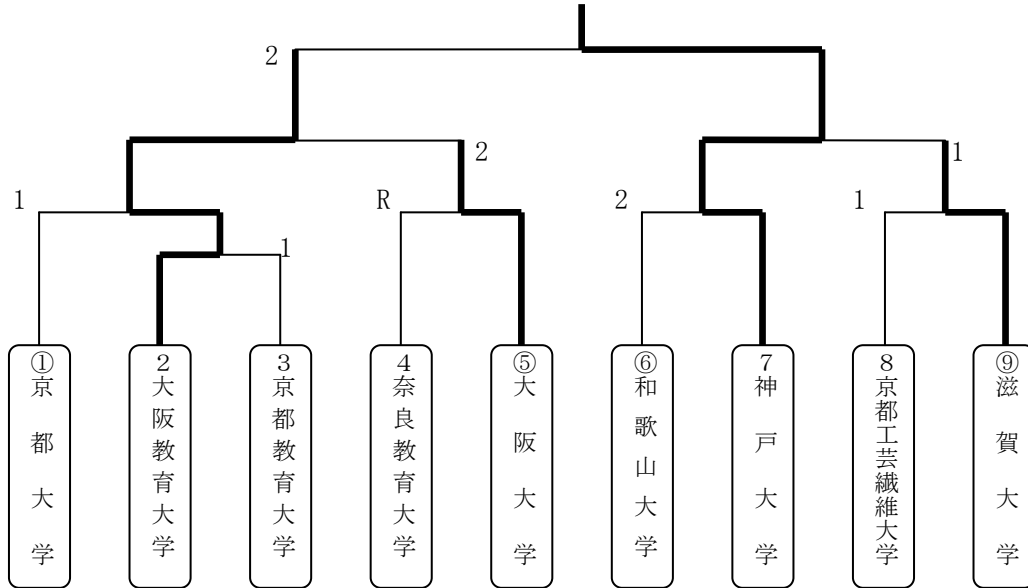 2
2
1
1
R
2
1
1
①京都大学
2大阪教育大学
3京都教育大学
4奈良教育大学
⑤大阪大学
⑥和歌山大学
7神戸大学
8京都工芸繊維大学
⑨滋賀大学